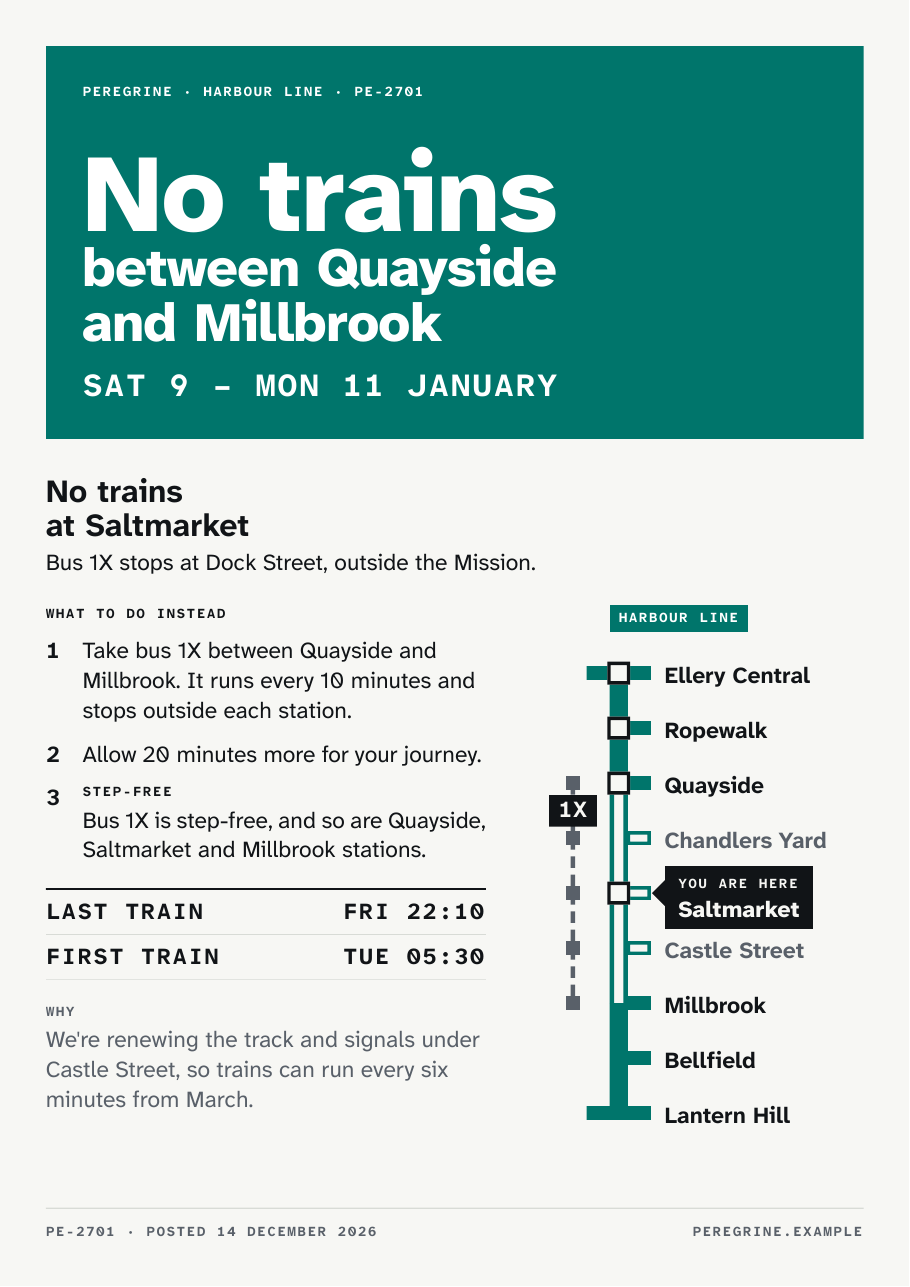 PEREGRINE · HARBOUR LINE · PE-2701
No trains
between Quayside
and Millbrook
SAT 9 – MON 11 JANUARY
No trains
at Saltmarket
Bus 1X stops at Dock Street, outside the Mission.
WHAT TO DO INSTEAD
1 Take bus 1X between Quayside and
Millbrook. It runs every 10 minutes and
stops outside each station.
2 Allow 20 minutes more for your journey.
3 STEP-FREE
Bus 1X is step-free, and so are Quayside,
Saltmarket and Millbrook stations.
LAST TRAIN FRI 22:10
FIRST TRAIN TUE 05:30
WHY
We're renewing the track and signals under
Castle Street, so trains can run every six
minutes from March.
HARBOUR LINE
Ellery Central
Ropewalk
Quayside
1X
Chandlers Yard
YOU ARE HERE
Saltmarket
Castle Street
Millbrook
Bellfield
Lantern Hill
PE-2701 · POSTED 14 DECEMBER 2026
PEREGRINE.EXAMPLE